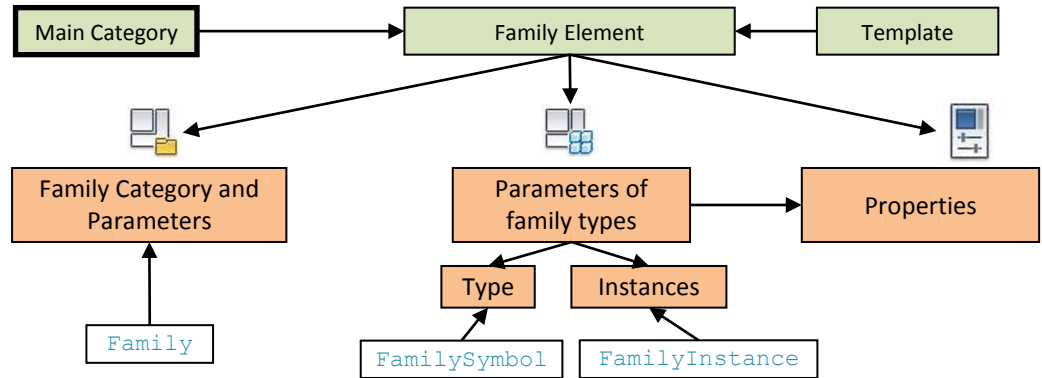 Main Category
Family Element
Template
Family Category and
Parameters
Parameters of
family types
Properties
Type
Instances
Family
FamilySymbol
FamilyInstance